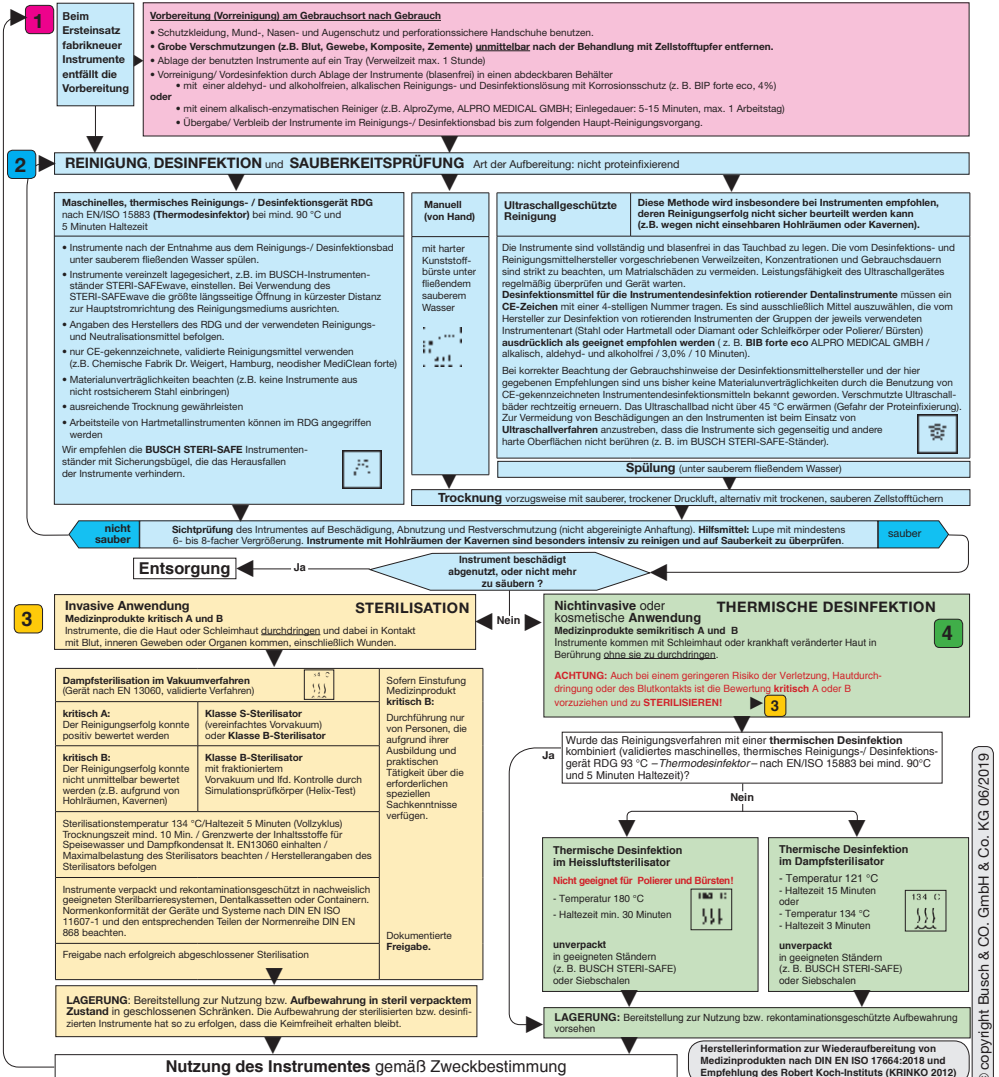 1
Beim
Ersteinsatz
fabrikneuer
Instrumente
entfällt die
Vorbereitung
Vorbereitung (Vorreinigung) am Gebrauchsort nach Gebrauch
• Schutzkleidung, Mund-, Nasen- und Augenschutz und perforationssichere Handschuhe benutzen.
• Grobe Verschmutzungen (z.B. Blut, Gewebe, Komposite, Zemente) unmittelbar nach der Behandlung mit Zellstofftupfer entfernen.
• Ablage der benutzten Instrumente auf ein Tray (Verweilzeit max. 1 Stunde)
• Vorreinigung/ Vordesinfektion durch Ablage der Instrumente (blasenfrei) in einen abdeckbaren Behälter
• mit einer aldehyd- und alkoholfreien, alkalischen Reinigungs- und Desinfektionslösung mit Korrosionsschutz (z. B. BIP forte eco, 4%)
oder
• mit einem alkalisch-enzymatischen Reiniger (z.B. AlproZyme, ALPRO MEDICAL GMBH; Einlegedauer: 5-15 Minuten, max. 1 Arbeitstag)
• Übergabe/ Verbleib der Instrumente im Reinigungs-/ Desinfektionsbad bis zum folgenden Haupt-Reinigungsvorgang.
2
REINIGUNG, DESINFEKTION und SAUBERKEITSPRÜFUNG Art der Aufbereitung: nicht proteinfixierend
Maschinelles, thermisches Reinigungs- / Desinfektionsgerät RDG
nach EN/ISO 15883 (Thermodesinfektor) bei mind. 90 °C und
5 Minuten Haltezeit
• Instrumente nach der Entnahme aus dem Reinigungs-/ Desinfektionsbad
unter sauberem fließenden Wasser spülen.
• Instrumente vereinzelt lagegesichert, z.B. im BUSCH-Instrumenten-
ständer STERI-SAFEwave, einstellen. Bei Verwendung des
STERI-SAFEwave die größte längsseitige Öffnung in kürzester Distanz
zur Hauptstromrichtung des Reinigungsmediums ausrichten.
• Angaben des Herstellers des RDG und der verwendeten Reinigungs-
und Neutralisationsmittel befolgen.
• nur CE-gekennzeichnete, validierte Reinigungsmittel verwenden
(z.B. Chemische Fabrik Dr. Weigert, Hamburg, neodisher MediClean forte)
• Materialunverträglichkeiten beachten (z.B. keine Instrumente aus
nicht rostsicherem Stahl einbringen)
• ausreichende Trocknung gewährleisten
• Arbeitsteile von Hartmetallinstrumenten können im RDG angegriffen
werden
Wir empfehlen die BUSCH STERI-SAFE Instrumenten-
ständer mit Sicherungsbügel, die das Herausfallen
der Instrumente verhindern.
Manuell
(von Hand)
mit harter
Kunststoff-
bürste unter
fließendem
sauberem
Wasser
Ultraschallgeschützte
Reinigung
Diese Methode wird insbesondere bei Instrumenten empfohlen,
deren Reinigungserfolg nicht sicher beurteilt werden kann
(z.B. wegen nicht einsehbaren Hohlräumen oder Kavernen).
Die Instrumente sind vollständig und blasenfrei in das Tauchbad zu legen. Die vom Desinfektions- und
Reinigungsmittelhersteller vorgeschriebenen Verweilzeiten, Konzentrationen und Gebrauchsdauern
sind strikt zu beachten, um Matrialschäden zu vermeiden. Leistungsfähigkeit des Ultraschallgerätes
regelmäßig überprüfen und Gerät warten.
Desinfektionsmittel für die Instrumentendesinfektion rotierender Dentalinstrumente müssen ein
CE-Zeichen mit einer 4-stelligen Nummer tragen. Es sind ausschließlich Mittel auszuwählen, die vom
Hersteller zur Desinfektion von rotierenden Instrumenten der Gruppen der jeweils verwendeten
Instrumentenart (Stahl oder Hartmetall oder Diamant oder Schleifkörper oder Polierer/ Bürsten)
ausdrücklich als geeignet empfohlen werden ( z. B. BIB forte eco ALPRO MEDICAL GMBH /
alkalisch, aldehyd- und alkoholfrei / 3,0% / 10 Minuten).
Bei korrekter Beachtung der Gebrauchshinweise der Desinfektionsmittelhersteller und der hier
gegebenen Empfehlungen sind uns bisher keine Materialunverträglichkeiten durch die Benutzung von
CE-gekennzeichneten Instrumentendesinfektionsmitteln bekannt geworden. Verschmutzte Ultraschall-
bäder rechtzeitig erneuern. Das Ultraschallbad nicht über 45 °C erwärmen (Gefahr der Proteinfixierung).
Zur Vermeidung von Beschädigungen an den Instrumenten ist beim Einsatz von
Ultraschallverfahren anzustreben, dass die Instrumente sich gegenseitig und andere
harte Oberflächen nicht berühren (z. B. im BUSCH STERI-SAFE-Ständer).
Spülung (unter sauberem fließendem Wasser)
Trocknung vorzugsweise mit sauberer, trockener Druckluft, alternativ mit trockenen, sauberen Zellstofftüchern
nicht
sauber
Sichtprüfung des Intrumentes auf Beschädigung, Abnutzung und Restverschmutzung (nicht abgereinigte Anhaftung). Hilfsmittel: Lupe mit mindestens
6- bis 8-facher Vergrößerung. Instrumente mit Hohlräumen der Kavernen sind besonders intensiv zu reinigen und auf Sauberkeit zu überprüfen.
sauber
Entsorgung
Ja
Instrument beschädigt
abgenutzt, oder nicht mehr
zu säubern ?
Nein
3
Invasive Anwendung STERILISATION
Medizinprodukte kritisch A und B
Instrumente, die die Haut oder Schleimhaut durchdringen und dabei in Kontakt
mit Blut, inneren Geweben oder Organen kommen, einschließlich Wunden.
Dampfsterilisation im Vakuumverfahren
(Gerät nach EN 13060, validierte Verfahren)
kritisch A:
Der Reinigungserfolg konnte
positiv bewertet werden
Klasse S-Sterilisator
(vereinfachtes Vorvakuum)
oder Klasse B-Sterilisator
kritisch B:
Der Reinigungserfolg konnte
nicht unmittelbar bewertet
werden (z.B. aufgrund von
Hohlräumen, Kavernen)
Klasse B-Sterilisator
mit fraktioniertem
Vorvakuum und lfd. Kontrolle durch
Simulationsprüfkörper (Helix-Test)
Sterilisationstemperatur 134 °C/Haltezeit 5 Minuten (Vollzyklus)
Trocknungszeit mind. 10 Min. / Grenzwerte der Inhaltsstoffe für
Speisewasser und Dampfkondensat lt. EN13060 einhalten /
Maximalbelastung des Sterilisators beachten / Herstellerangaben des
Sterilisators befolgen
Instrumente verpackt und rekontaminationsgeschützt in nachweislich
geeigneten Sterilbarrieresystemen, Dentalkassetten oder Containern.
Normenkonformität der Geräte und Systeme nach DIN EN ISO
11607-1 und den entsprechenden Teilen der Normenreihe DIN EN
868 beachten.
Freigabe nach erfolgreich abgeschlossener Sterilisation
Sofern Einstufung
Medizinprodukt
kritisch B:
Durchführung nur
von Personen, die
aufgrund ihrer
Ausbildung und
praktischen
Tätigkeit über die
erforderlichen
speziellen
Sachkenntnisse
verfügen.
Dokumentierte
Freigabe.
LAGERUNG: Bereitstellung zur Nutzung bzw. Aufbewahrung in steril verpacktem
Zustand in geschlossenen Schränken. Die Aufbewahrung der sterilisierten bzw. desinfi-
zierten Instrumente hat so zu erfolgen, dass die Keimfreiheit erhalten bleibt.
Nichtinvasive oder THERMISCHE DESINFEKTION
kosmetische Anwendung
Medizinprodukte semikritisch A und B
Instrumente kommen mit Schleimhaut oder krankhaft veränderter Haut in
Berührung ohne sie zu durchdringen.
4
ACHTUNG: Auch bei einem geringeren Risiko der Verletzung, Hautdurch-
dringung oder des Blutkontakts ist die Bewertung kritisch A oder B
vorzuziehen und zu STERILISIEREN!
3
Ja
Wurde das Reinigungsverfahren mit einer thermischen Desinfektion
kombiniert (validiertes maschinelles, thermisches Reinigungs-/ Desinfektions-
gerät RDG 93 °C –Thermodesinfektor– nach EN/ISO 15883 bei mind. 90°C
und 5 Minuten Haltezeit)?
Nein
Thermische Desinfektion
im Heissluftsterilisator
Nicht geeignet für Polierer und Bürsten!
- Temperatur 180 °C
- Haltezeit min. 30 Minuten
unverpackt
in geeigneten Ständern
(z. B. BUSCH STERI-SAFE)
oder Siebschalen
Thermische Desinfektion
im Dampfsterilisator
- Temperatur 121 °C
- Haltezeit 15 Minuten
oder
- Temperatur 134 °C
- Haltezeit 3 Minuten
134 C
unverpackt
in geeigneten Ständern
(z. B. BUSCH STERI-SAFE)
oder Siebschalen
LAGERUNG: Bereitstellung zur Nutzung bzw. rekontaminationsgeschützte Aufbewahrung
vorsehen
Nutzung des Instrumentes gemäß Zweckbestimmung
Herstellerinformation zur Wiederaufbereitung von
Medizinprodukten nach DIN EN ISO 17664:2018 und
Empfehlung des Robert Koch-Instituts (KRINKO 2012)
copyright Busch & CO. GmbH & Co. KG 06/2019